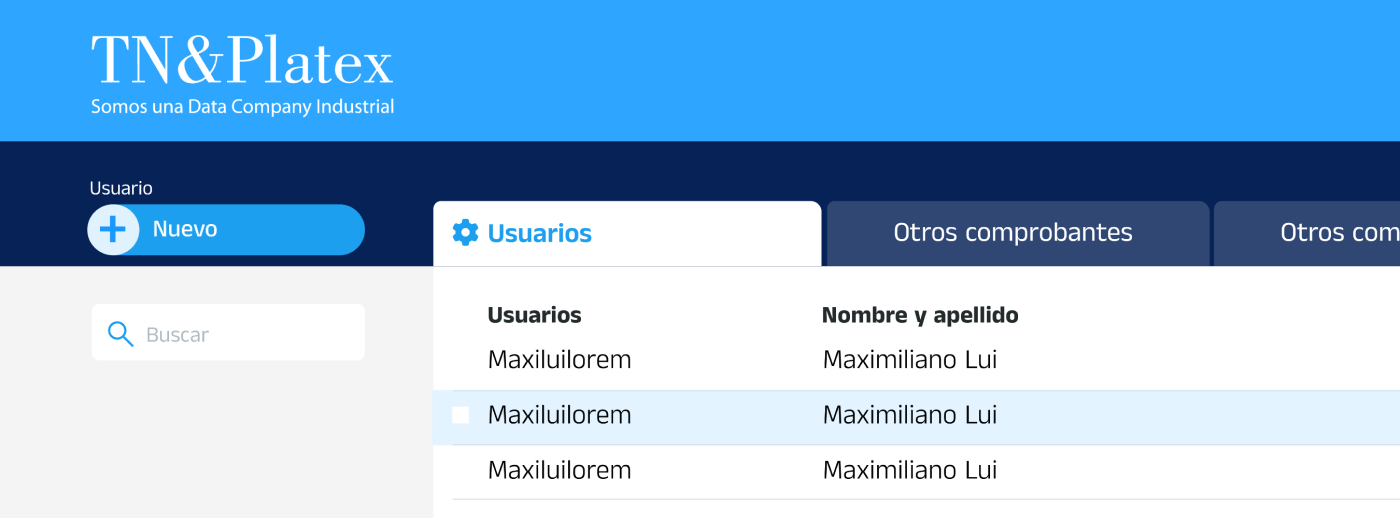 TN&Platex
Somos una Data Company Industrial
Usuario
Nuevo
Usuarios
Otros comprobantes
Otros com
Buscar
Usuarios Nombre y apellido
Maxiluilorem Maximiliano Lui
Maxiluilorem Maximiliano Lui
Maxiluilorem Maximiliano Lui